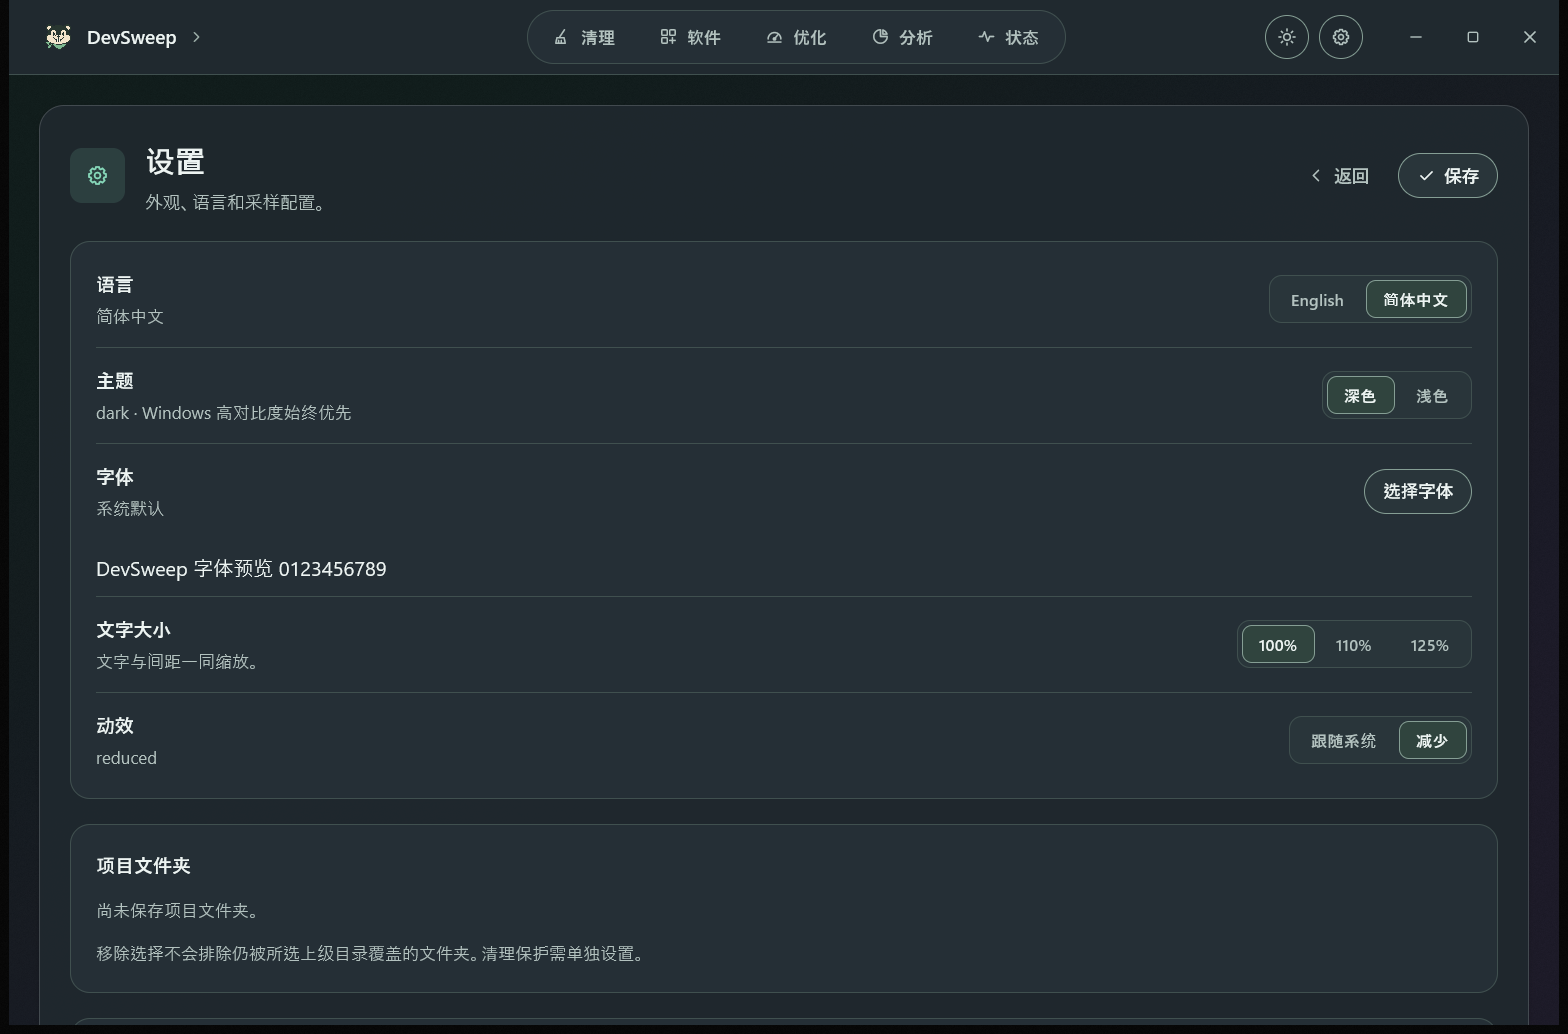 DevSweep
清理
软件
优化
分析
状态
设置
外观、语言和采样配置。
返回
保存
语言
简体中文
English
简体中文
主题
dark · Windows 高对比度始终优先
深色
浅色
字体
系统默认
选择字体
DevSweep 字体预览 0123456789
文字大小
文字与间距一同缩放。
100%
110%
125%
动效
reduced
跟随系统
减少
项目文件夹
尚未保存项目文件夹。
移除选择不会排除仍被所选上级目录覆盖的文件夹。清理保护需单独设置。